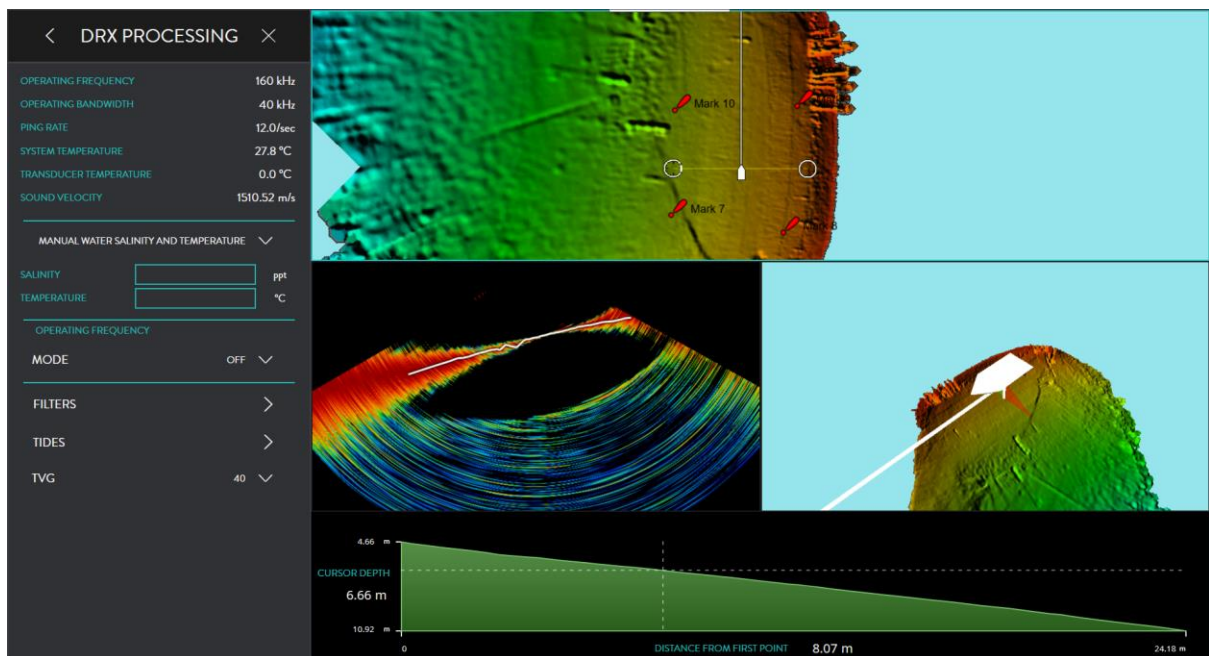 DRX PROCESSING
OPERATING FREQUENCY 160 kHz
OPERATING BANDWIDTH 40 kHz
PING RATE 12.0/sec
SYSTEM TEMPERATURE 27.8 °C
TRANSDUCER TEMPERATURE 0.0 °C
SOUND VELOCITY 1510.52 m/s
MANUAL WATER SALINITY AND TEMPERATURE
SALINITY ppt
TEMPERATURE °C
OPERATING FREQUENCY
MODE OFF
FILTERS
TIDES
TVG 40
Mark 10
Mark 7
4.66 m
CURSOR DEPTH
6.66 m
10.92 m
0
DISTANCE FROM FIRST POINT 8.07 m
24.18 m